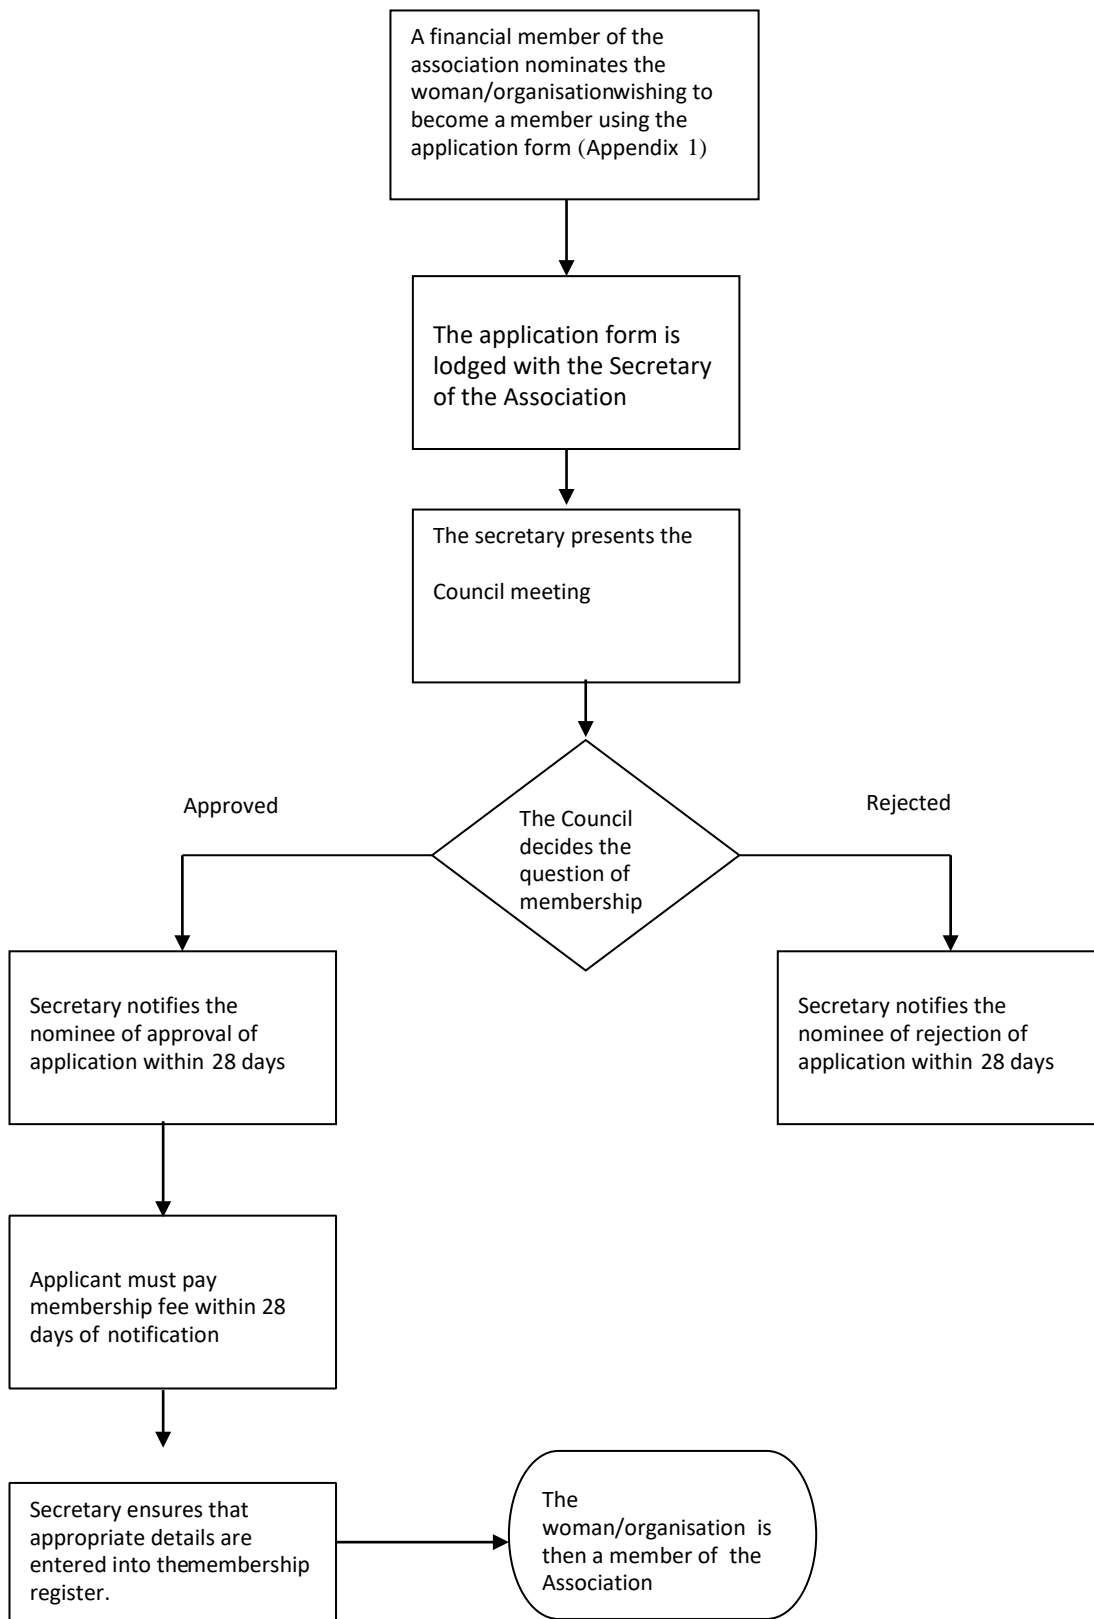 A financial member of the
association nominates the
woman/organisationwishing to
become a member using the
application form (Appendix 1)
The application form is
lodged with the Secretary
of the Association
The secretary presents the
Council meeting
Approved
Rejected
The Council
decides the
question of
membership
Secretary notifies the
nominee of approval of
application within 28 days
Secretary notifies the
nominee of rejection of
application within 28 days
Applicant must pay
membership fee within 28
days of notification
Secretary ensures that
appropriate details are
entered into themembership
register.
The
woman/organisation is
then a member of the
Association